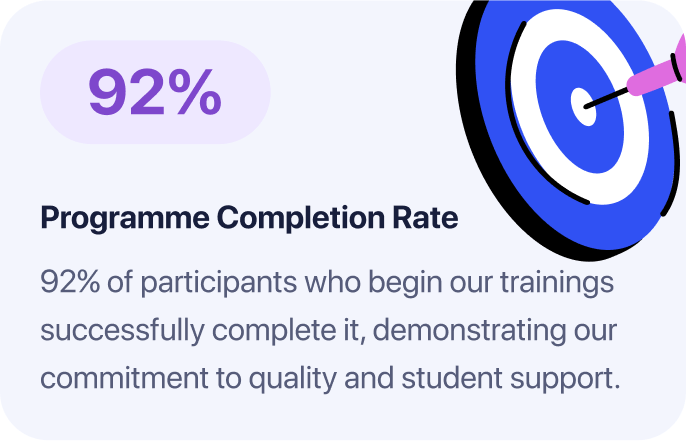 92%
Programme Completion Rate
92% of participants who begin our trainings
successfully complete it, demonstrating our
commitment to quality and student support.